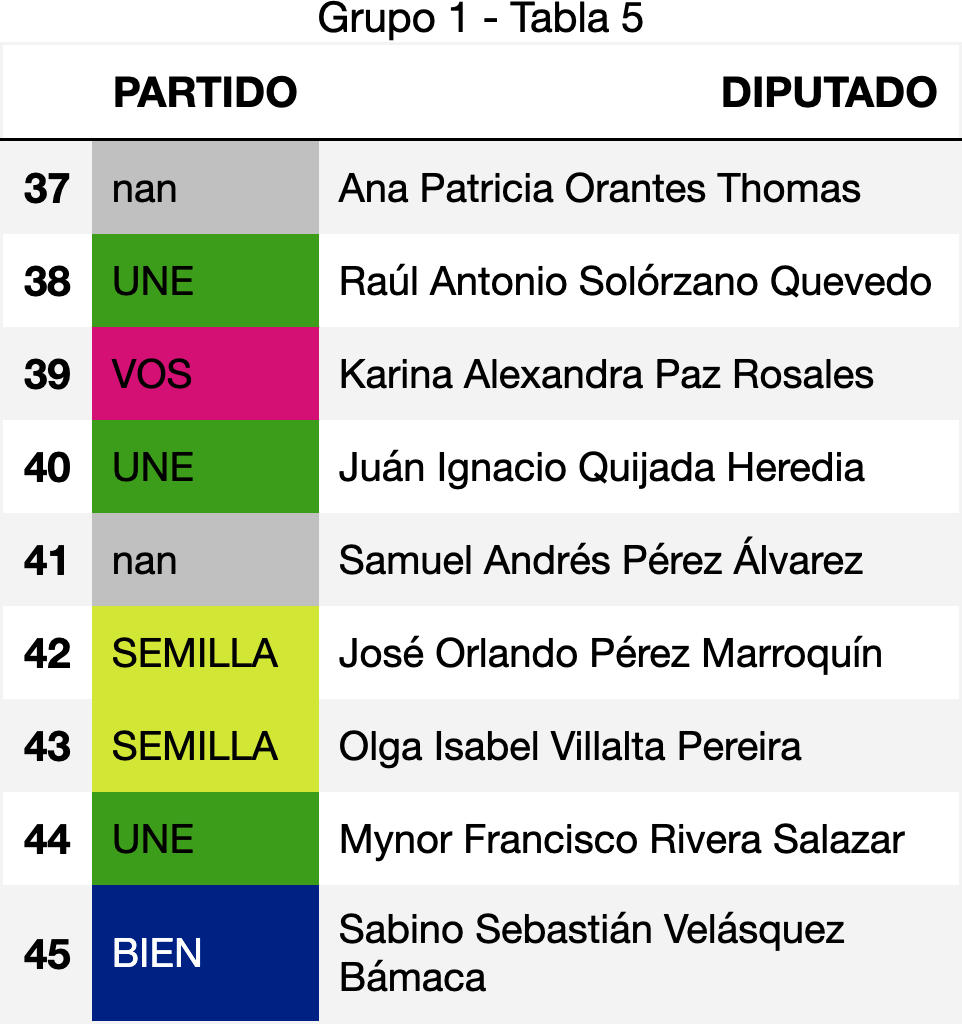 Grupo 1 - Tabla 5
PARTIDO DIPUTADO
37 nan Ana Patricia Orantes Thomas
38 UNE Raúl Antonio Solórzano Quevedo
39 VOS Karina Alexandra Paz Rosales
40 UNE Juán Ignacio Quijada Heredia
41 nan Samuel Andrés Pérez Álvarez
42 SEMILLA José Orlando Pérez Marroquín
43 SEMILLA Olga Isabel Villalta Pereira
44 UNE Mynor Francisco Rivera Salazar
45 BIEN Sabino Sebastián Velásquez
Bámaca